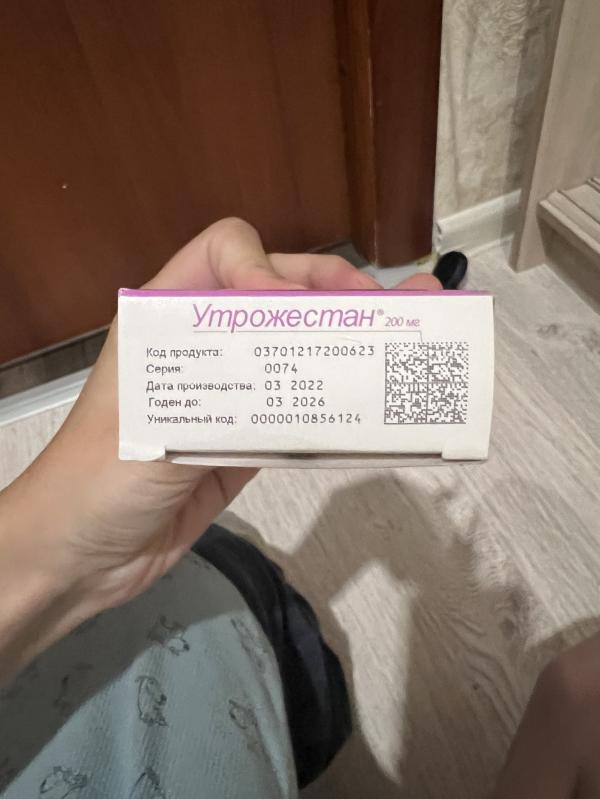 Утрожестан® 200 мг
Код продукта: 03701217200623
Серия: 0074
Дата производства: 03 2022
Годен до: 03 2026
Уникальный код: 0000010856124